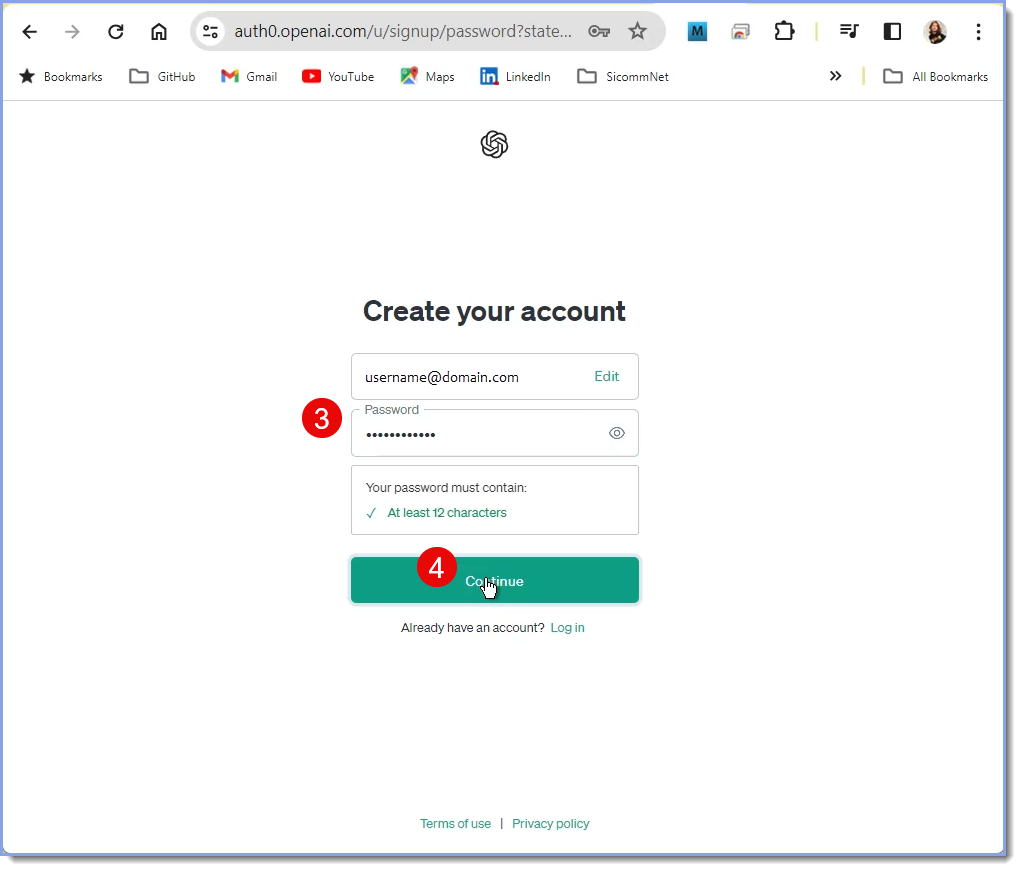 auth0.openai.com/u/signup/password?state...
M
Bookmarks GitHub Gmail YouTube Maps LinkedIn SicommNet » All Bookmarks
Create your account
username@domain.com Edit
3
Password
••••••••••••
Your password must contain:
✓ At least 12 characters
4 Continue
Already have an account? Log in
Terms of use | Privacy policy